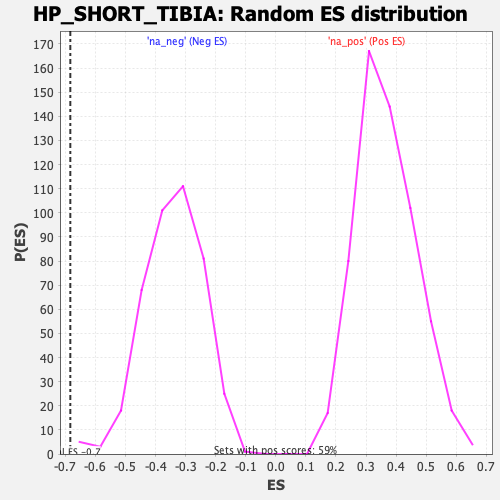 HP_SHORT_TIBIA: Random ES distribution
'na_neg' (Neg ES)
'na_pos' (Pos ES)
170
160
150
140
130
120
110
100
90
80
70
60
50
40
30
20
10
0
P(ES)
Sets with pos scores: 59%
-0.7 -0.6 -0.5 -0.4 -0.3 -0.2 -0.1 0.0 0.1 0.2 0.3 0.4 0.5 0.6 0.7
ES